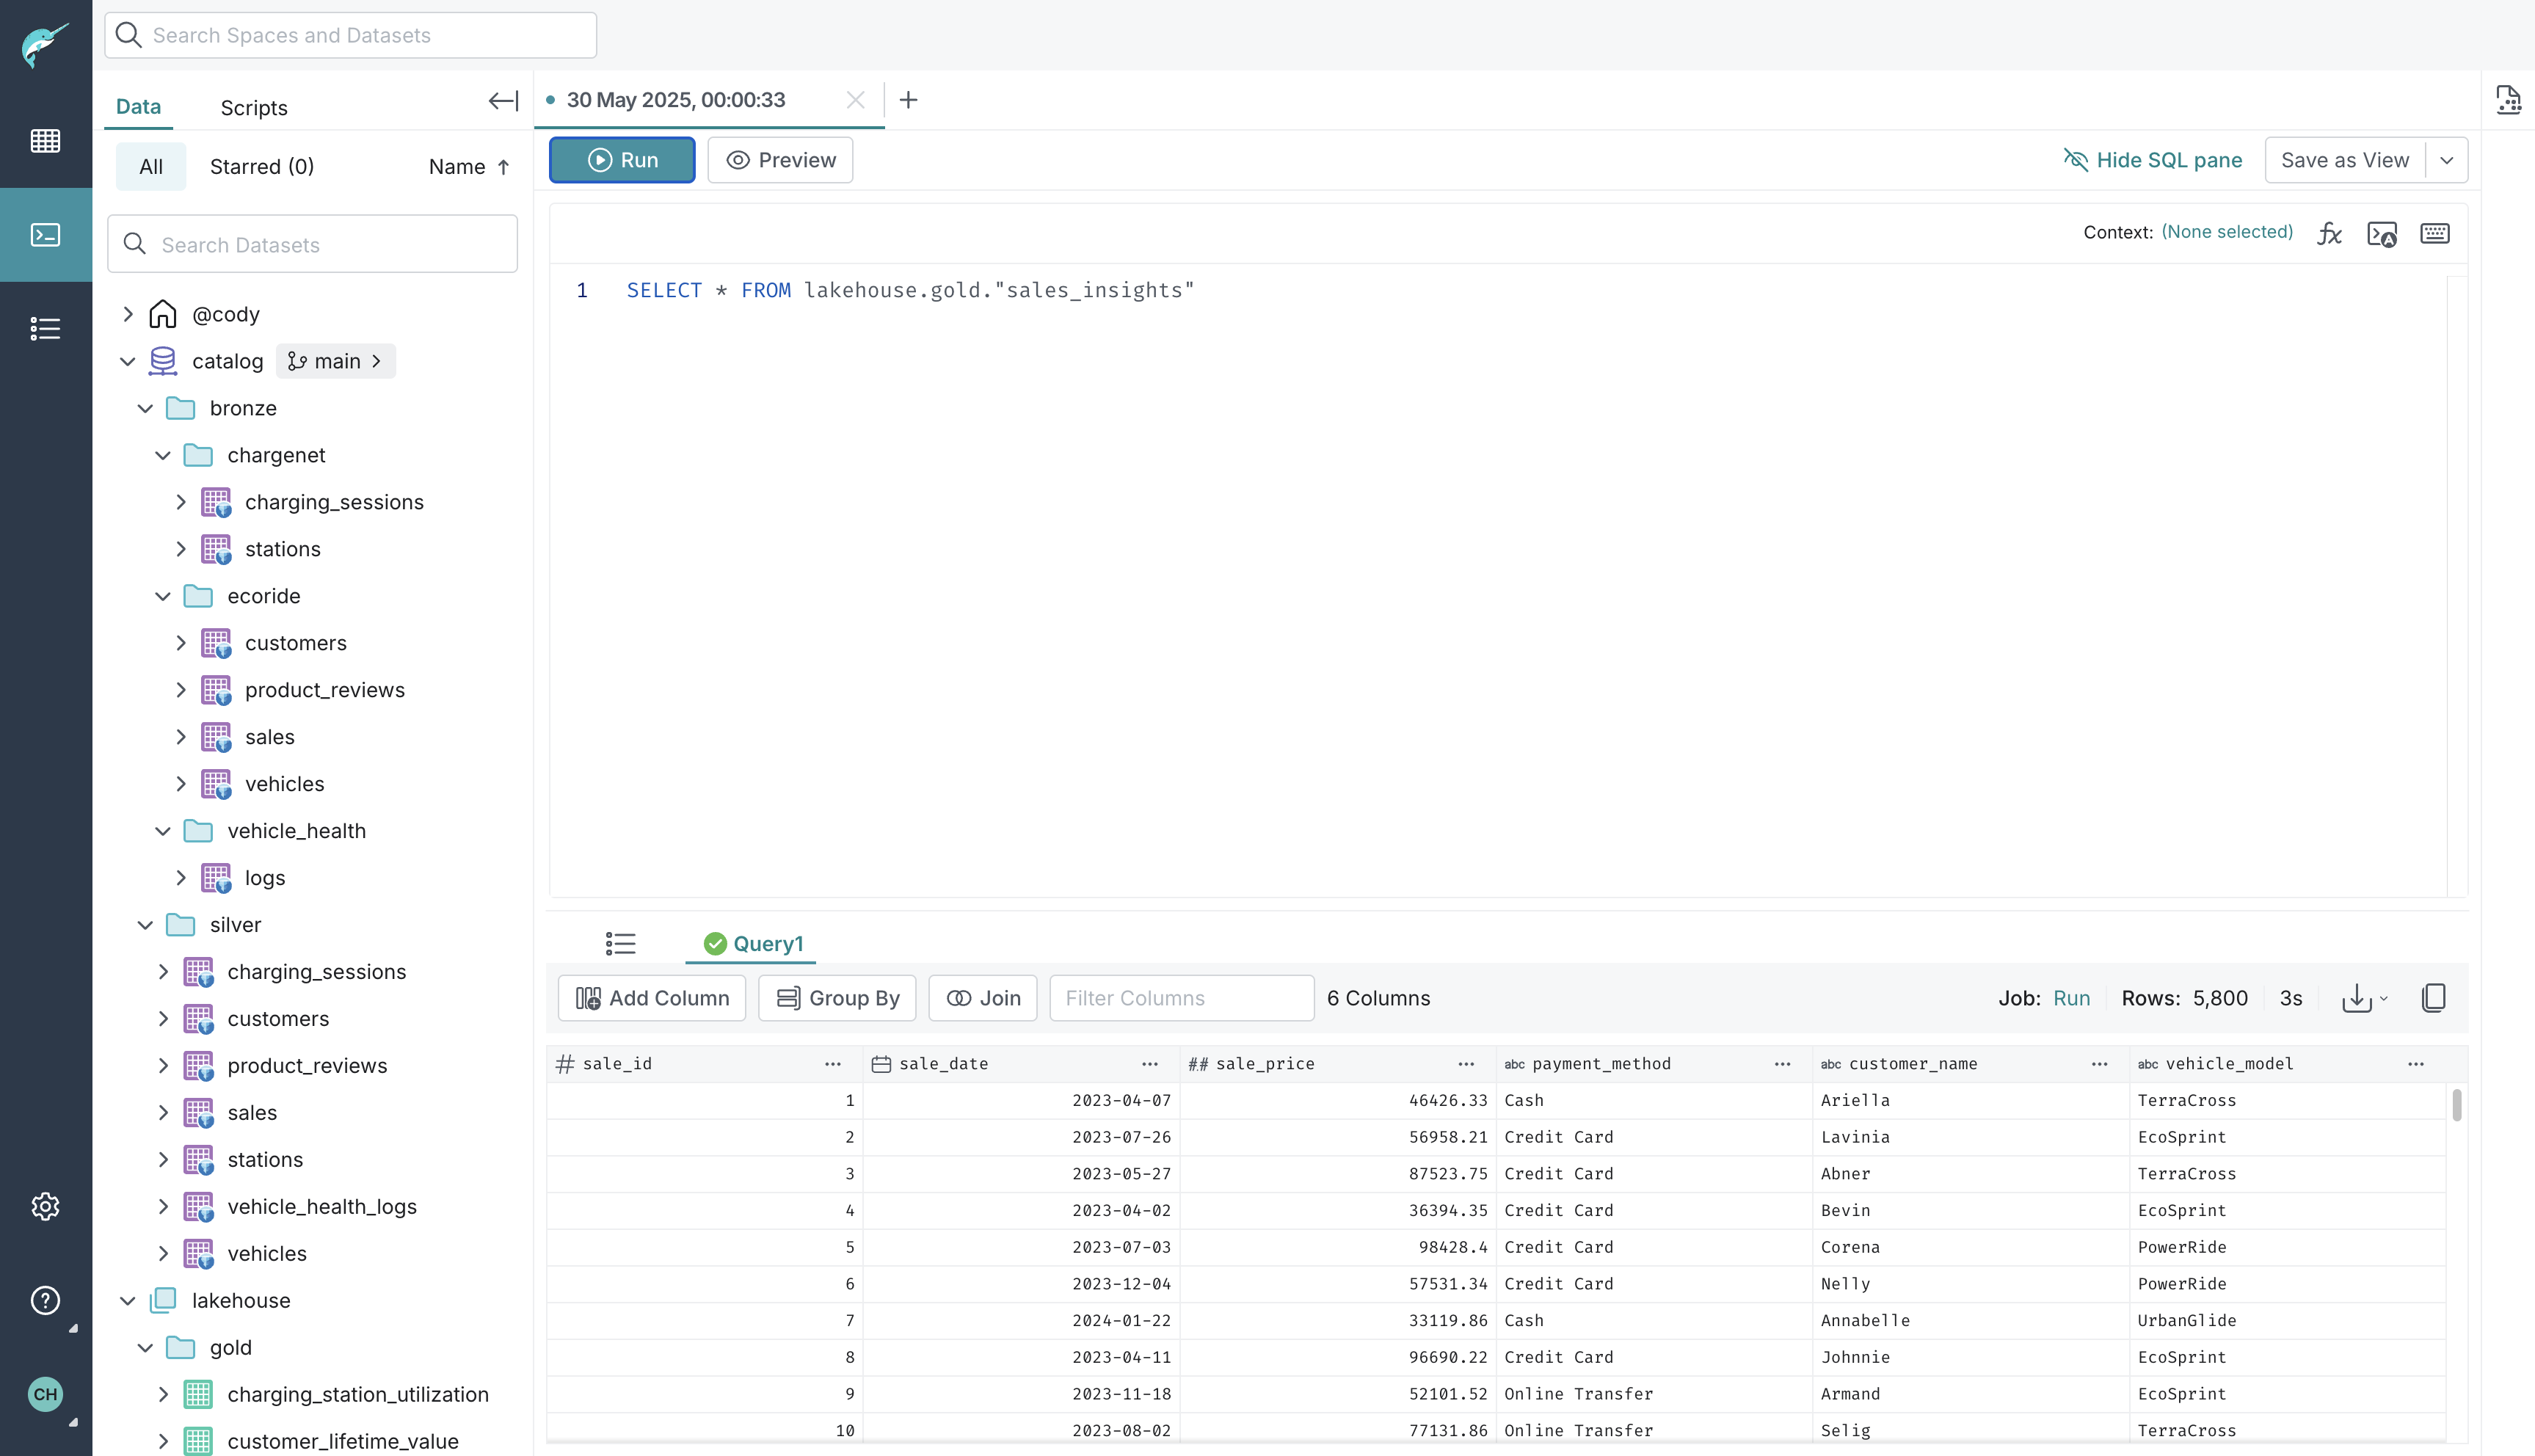 Search Spaces and Datasets
Data Scripts
All Starred (0) Name
Search Datasets
@cody
catalog main
bronze
chargenet
charging_sessions
stations
ecoride
customers
product_reviews
sales
vehicles
vehicle_health
logs
silver
charging_sessions
customers
product_reviews
sales
stations
vehicle_health_logs
vehicles
lakehouse
gold
charging_station_utilization
customer_lifetime_value
CH
30 May 2025, 00:00:33
Run Preview Hide SQL pane Save as View
Context: (None selected) fx
1 SELECT * FROM lakehouse.gold."sales_insights"
Query1
Add Column Group By Join Filter Columns 6 Columns Job: Run Rows: 5,800 3s
# sale_id ... sale_date ... ## sale_price ... abc payment_method ... abc customer_name ... abc vehicle_model ...
1 2023-04-07 46426.33 Cash Ariella TerraCross
2 2023-07-26 56958.21 Credit Card Lavinia EcoSprint
3 2023-05-27 87523.75 Credit Card Abner TerraCross
4 2023-04-02 36394.35 Credit Card Bevin EcoSprint
5 2023-07-03 98428.4 Credit Card Corena PowerRide
6 2023-12-04 57531.34 Credit Card Nelly PowerRide
7 2024-01-22 33119.86 Cash Annabelle UrbanGlide
8 2023-04-11 96690.22 Credit Card Johnnie EcoSprint
9 2023-11-18 52101.52 Online Transfer Armand EcoSprint
10 2023-08-02 77131.86 Online Transfer Selig TerraCross